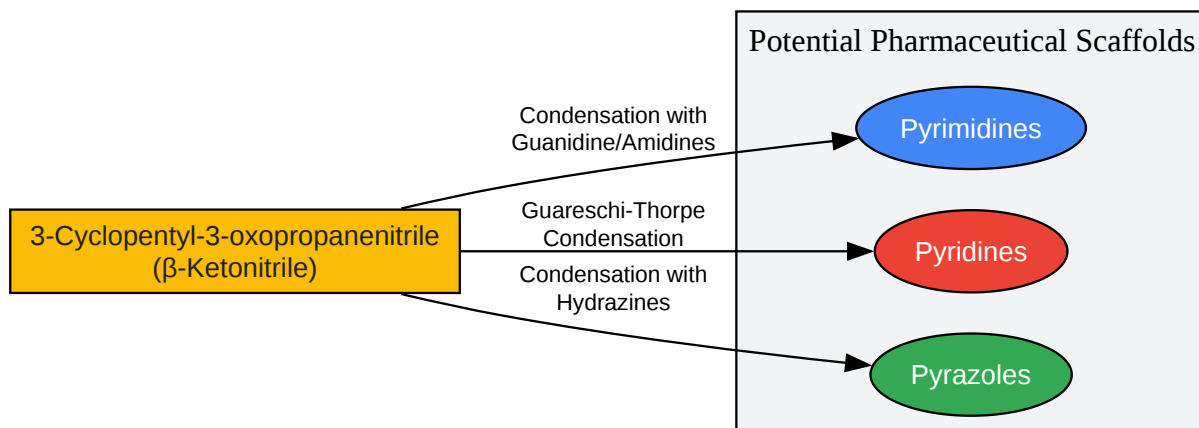 Potential Pharmaceutical Scaffolds
Condensation with
Guanidine/Amidines
Pyrimidines
3-Cyclopentyl-3-oxopropanenitrile
(β-Ketonitrile)
Guareschi-Thorpe
Condensation
Pyridines
Condensation with
Hydrazines
Pyrazoles